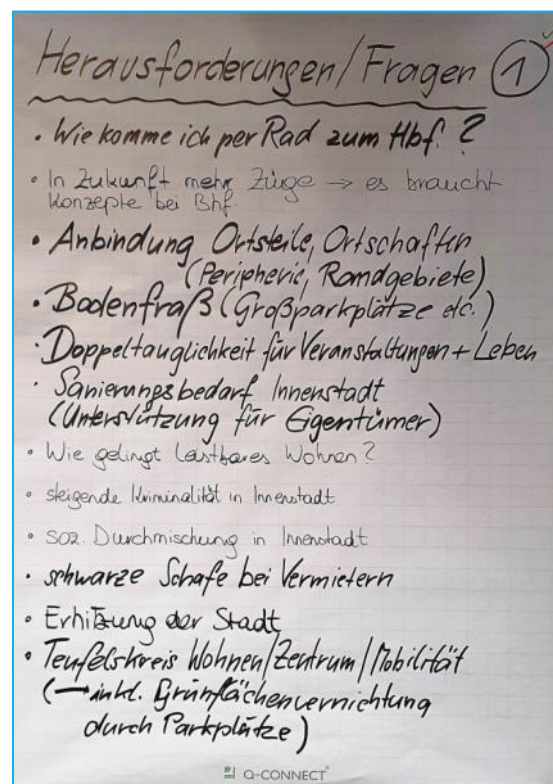 Herausforderungen/Fragen 1
• Wie komme ich per Rad zum Hbf.?
• In Zukunft mehr Züge → es braucht
Konzepte bei Bhf.
• Anbindung Ortsteile, Ortschaften
(Peripherie, Randgebiete)
• Bodenfraß (Großparkplätze etc.)
• Doppeltauglichkeit für Veranstaltungen + Leben
• Sanierungsbedarf Innenstadt
(Unterstützung für Eigentümer)
• Wie gelingt leistbares Wohnen?
• steigende Kriminalität in Innenstadt
• soz. Durchmischung in Innenstadt
• schwarze Schafe bei Vermietern
• Erhitzung der Stadt
• Teufelskreis Wohnen/Zentrum/Mobilität
(→ inkl. Grünflächenvernichtung
durch Parkplätze)
Q-CONNECT